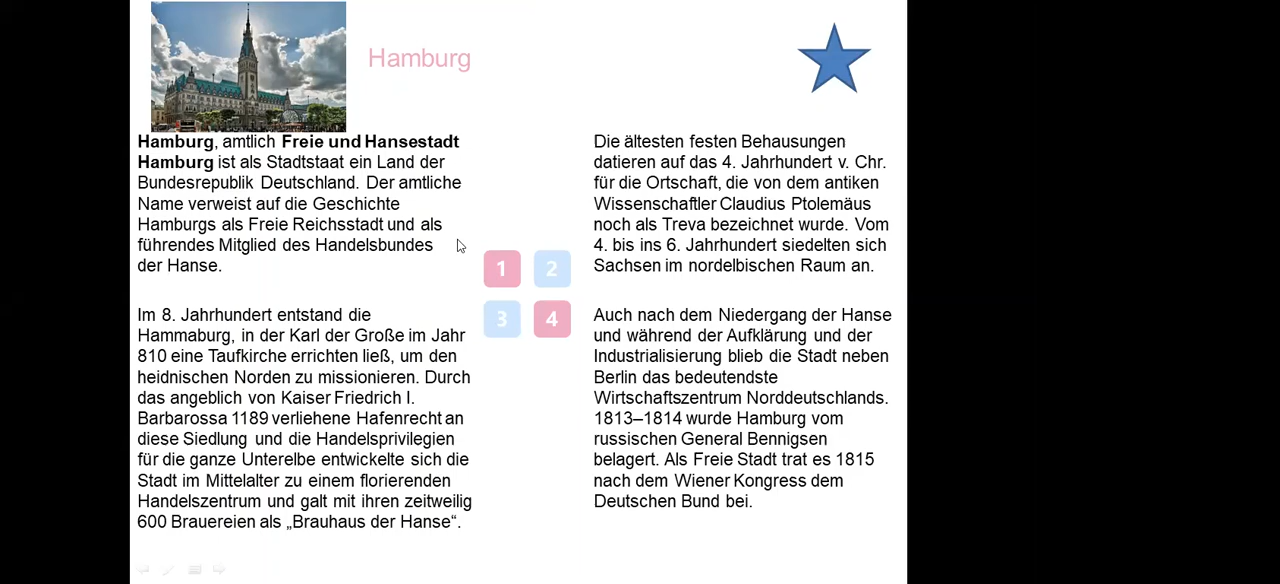 Hamburg
Hamburg, amtlich Freie und Hansestadt
Hamburg ist als Stadtstaat ein Land der
Bundesrepublik Deutschland. Der amtliche
Name verweist auf die Geschichte
Hamburgs als Freie Reichsstadt und als
führendes Mitglied des Handelsbundes
der Hanse.
Die ältesten festen Behausungen
datieren auf das 4. Jahrhundert v. Chr.
für die Ortschaft, die von dem antiken
Wissenschaftler Claudius Ptolemäus
noch als Treva bezeichnet wurde. Vom
4. bis ins 6. Jahrhundert siedelten sich
Sachsen im nordelbischen Raum an.
1 2
3 4
Im 8. Jahrhundert entstand die
Hammaburg, in der Karl der Große im Jahr
810 eine Taufkirche errichten ließ, um den
heidnischen Norden zu missionieren. Durch
das angeblich von Kaiser Friedrich I.
Barbarossa 1189 verliehene Hafenrecht an
diese Siedlung und die Handelsprivilegien
für die ganze Unterelbe entwickelte sich die
Stadt im Mittelalter zu einem florierenden
Handelszentrum und galt mit ihren zeitweilig
600 Brauereien als „Brauhaus der Hanse“.
Auch nach dem Niedergang der Hanse
und während der Aufklärung und der
Industrialisierung blieb die Stadt neben
Berlin das bedeutendste
Wirtschaftszentrum Norddeutschlands.
1813–1814 wurde Hamburg vom
russischen General Bennigsen
belagert. Als Freie Stadt trat es 1815
nach dem Wiener Kongress dem
Deutschen Bund bei.